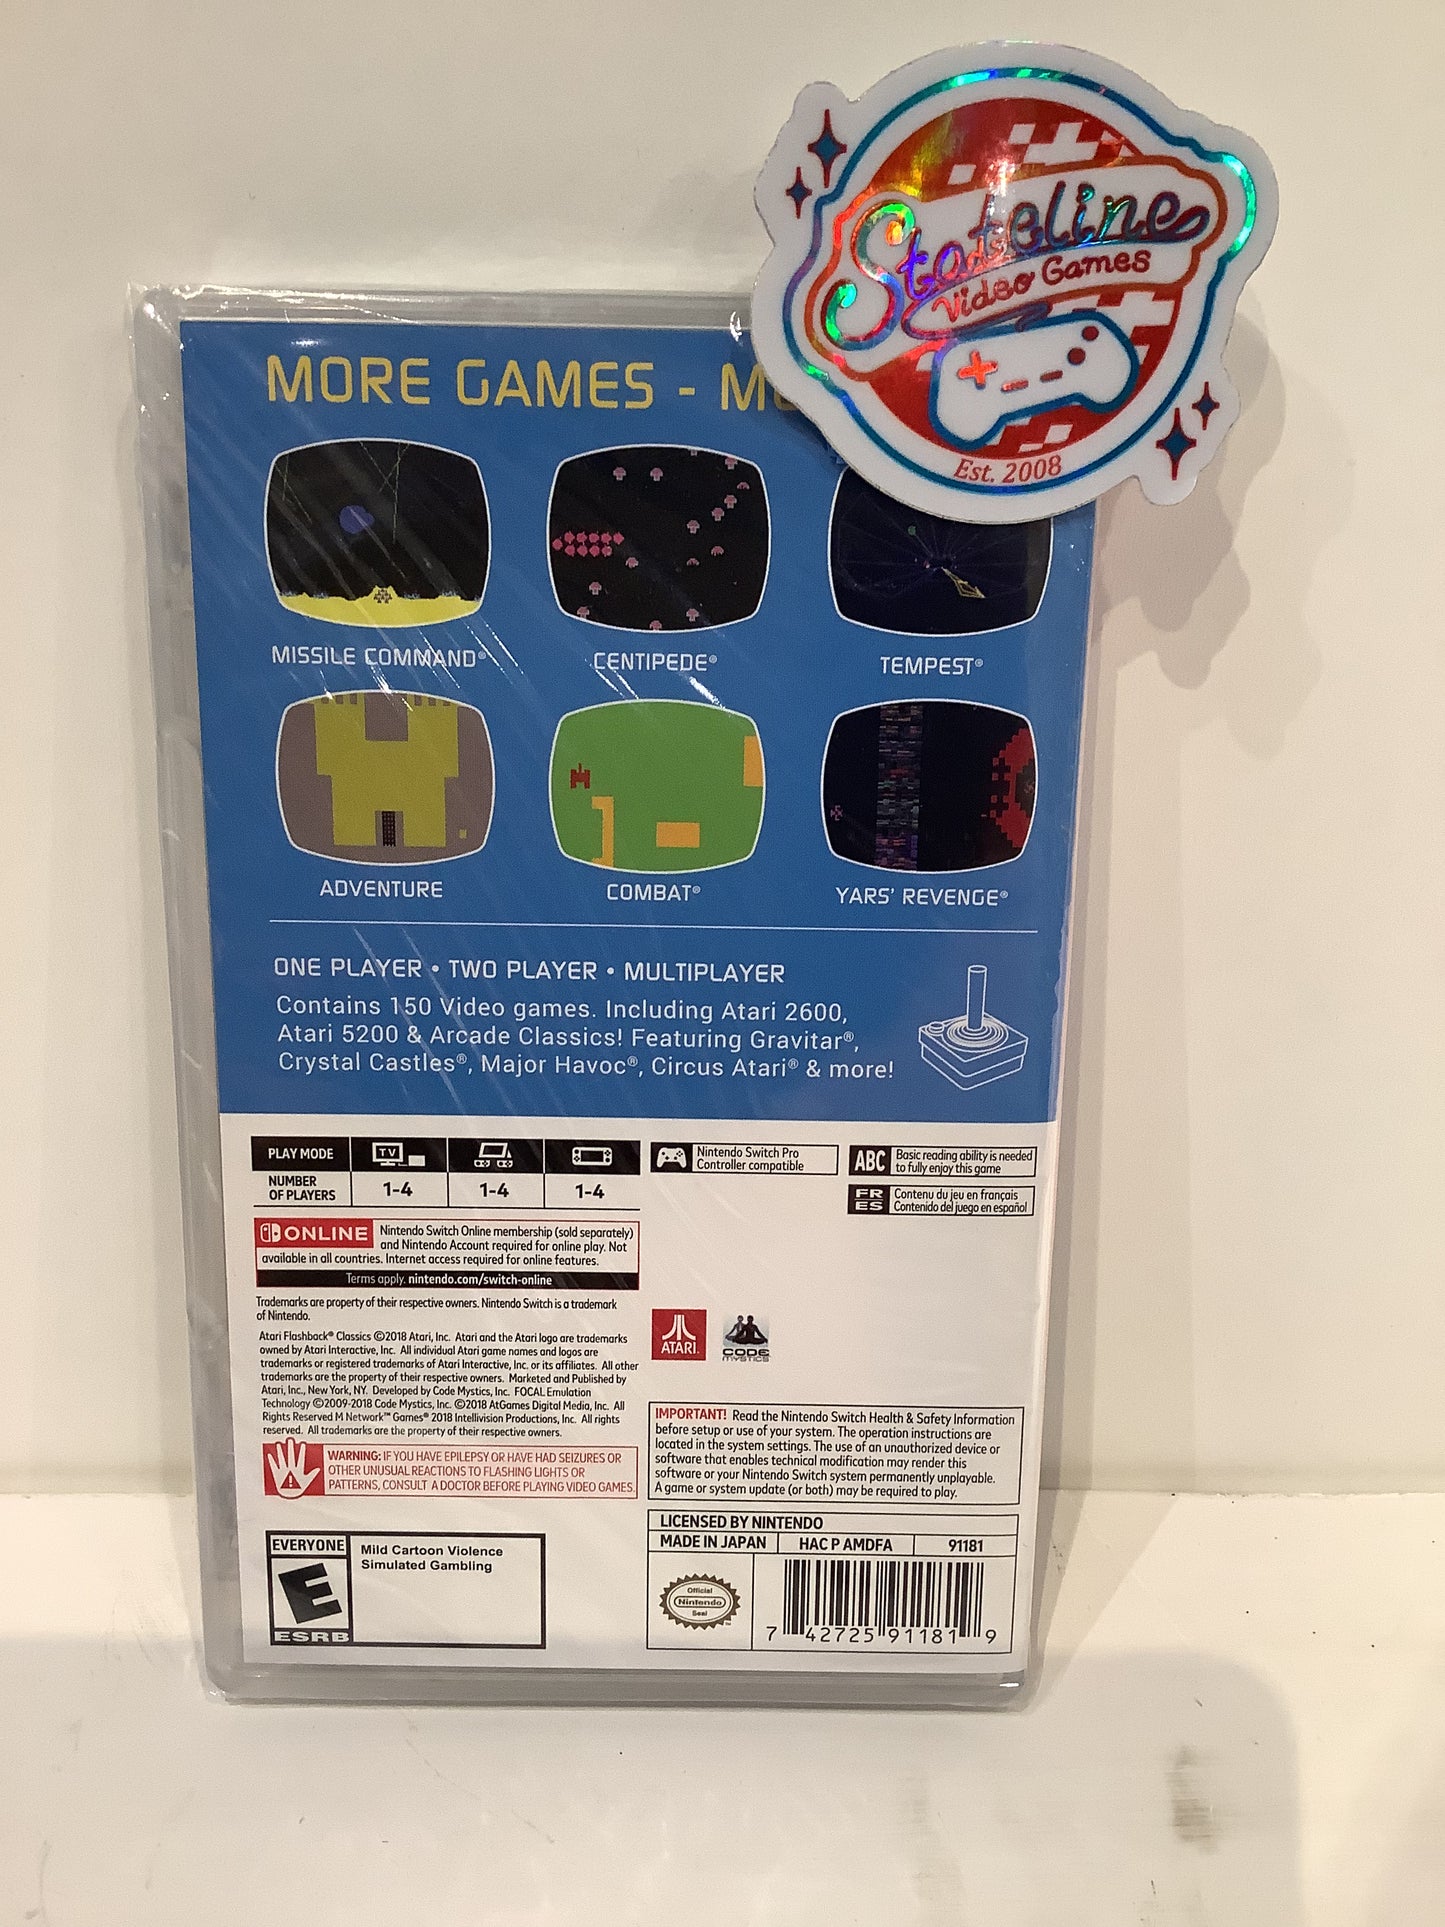 Stateline
Video Games
Est. 2008
MORE GAMES -
MISSILE COMMAND®
CENTIPEDE®
TEMPEST®
ADVENTURE
COMBAT®
YARS' REVENGE®
ONE PLAYER • TWO PLAYER • MULTIPLAYER
Contains 150 Video games. Including Atari 2600,
Atari 5200 & Arcade Classics! Featuring Gravitar®,
Crystal Castles®, Major Havoc®, Circus Atari® & more!
PLAY MODE
TV
NUMBER
OF PLAYERS
1-4
1-4
1-4
Nintendo Switch Pro
Controller compatible
ABC
Basic reading ability is needed
to fully enjoy this game
FR
ES
Contenu du jeu en français
Contenido del juego en español
ONLINE
Nintendo Switch Online membership (sold separately)
and Nintendo Account required for online play. Not
available in all countries. Internet access required for online features.
Terms apply. nintendo.com/switch-online
Trademarks are property of their respective owners. Nintendo Switch is a trademark
of Nintendo.
Atari Flashback® Classics ©2018 Atari, Inc. Atari and the Atari logo are trademarks
owned by Atari Interactive, Inc. All individual Atari game names and logos are
trademarks or registered trademarks of Atari Interactive, Inc. or its affiliates. All other
trademarks are the property of their respective owners. Marketed and Published by
Atari, Inc., New York, NY. Developed by Code Mystics, Inc. FOCAL Emulation
Technology ©2009-2018 Code Mystics, Inc. ©2018 AtGames Digital Media, Inc. All
Rights Reserved M Network™ Games® 2018 Intellivision Productions, Inc. All rights
reserved. All trademarks are the property of their respective owners.
ATARI
CODE
MYSTICS
WARNING: IF YOU HAVE EPILEPSY OR HAVE HAD SEIZURES OR
OTHER UNUSUAL REACTIONS TO FLASHING LIGHTS OR
PATTERNS, CONSULT A DOCTOR BEFORE PLAYING VIDEO GAMES.
IMPORTANT! Read the Nintendo Switch Health & Safety Information
before setup or use of your system. The operation instructions are
located in the system settings. The use of an unauthorized device or
software that enables technical modification may render this
software or your Nintendo Switch system permanently unplayable.
A game or system update (or both) may be required to play.
EVERYONE
E
ESRB
Mild Cartoon Violence
Simulated Gambling
LICENSED BY NINTENDO
MADE IN JAPAN
HAC P AMDFA
91181
Official
Nintendo
Seal
7 42725 91181 9